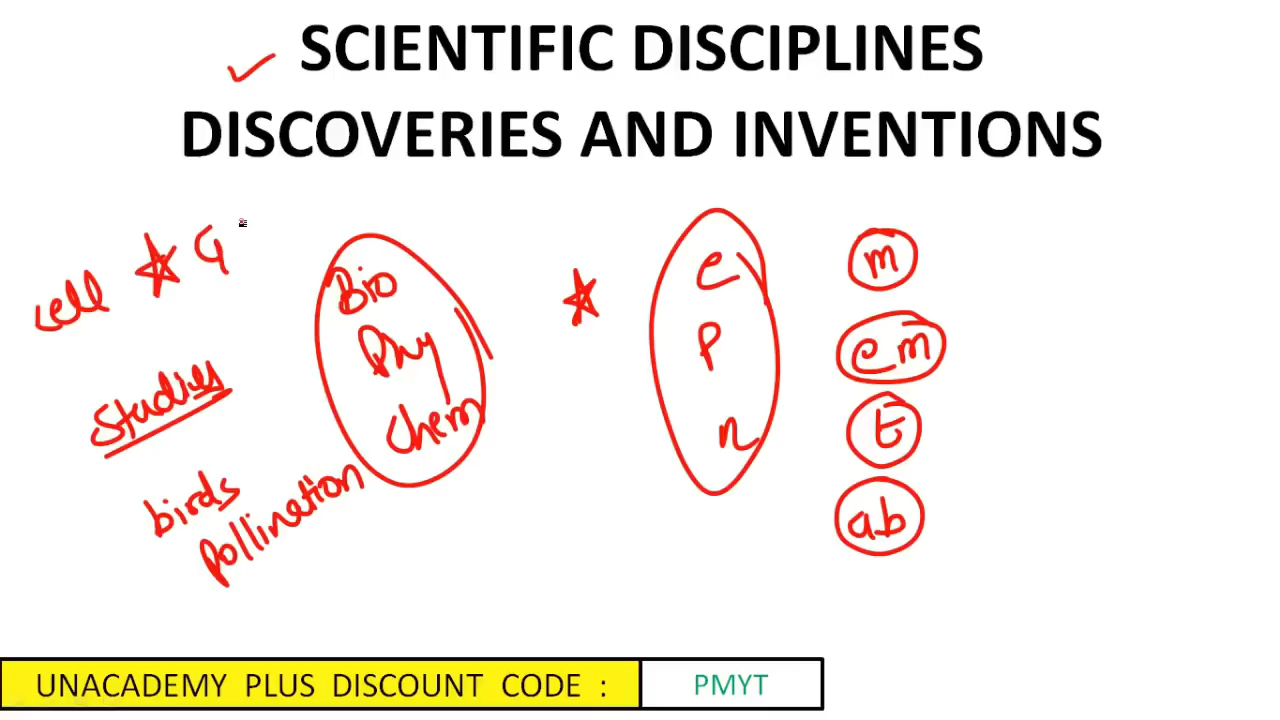 SCIENTIFIC DISCIPLINES
DISCOVERIES AND INVENTIONS
cell
Studies
birds
pollination
Bio
Phy
Chem
e
p
n
m
em
E
ab
UNACADEMY PLUS DISCOUNT CODE :
PMYT